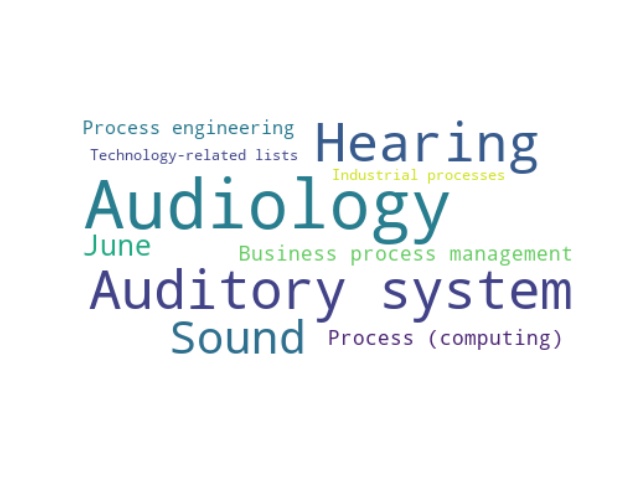 Process engineering
Hearing
Technology-related lists
Industrial processes
Audiology
June
Business process management
Auditory system
Sound
Process (computing)